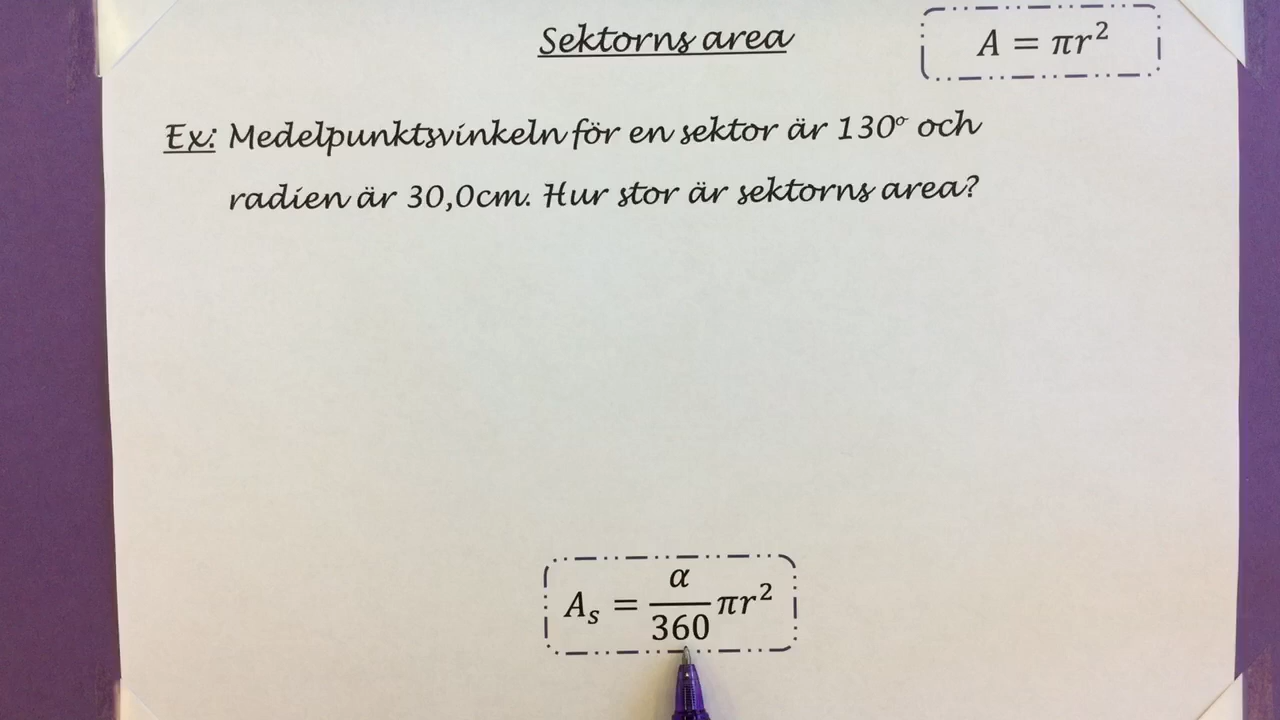 Sektorns area
A = πr²
Ex: Medelpunktsvinkeln för en sektor är 130° och
radien är 30,0cm. Hur stor är sektorns area?
Aₛ = α/360 πr²